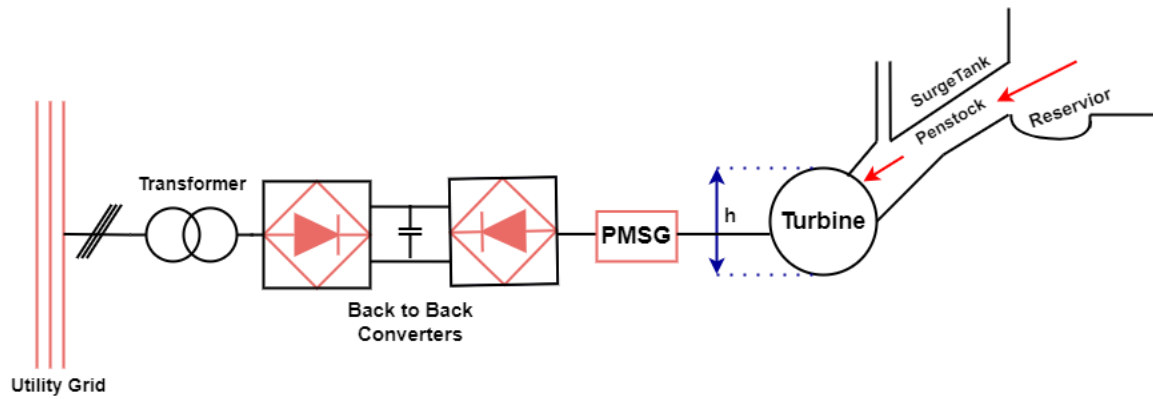 SurgeTank
Penstock
Reservior
Transformer
h
PMSG
Turbine
Back to Back
Converters
Utility Grid